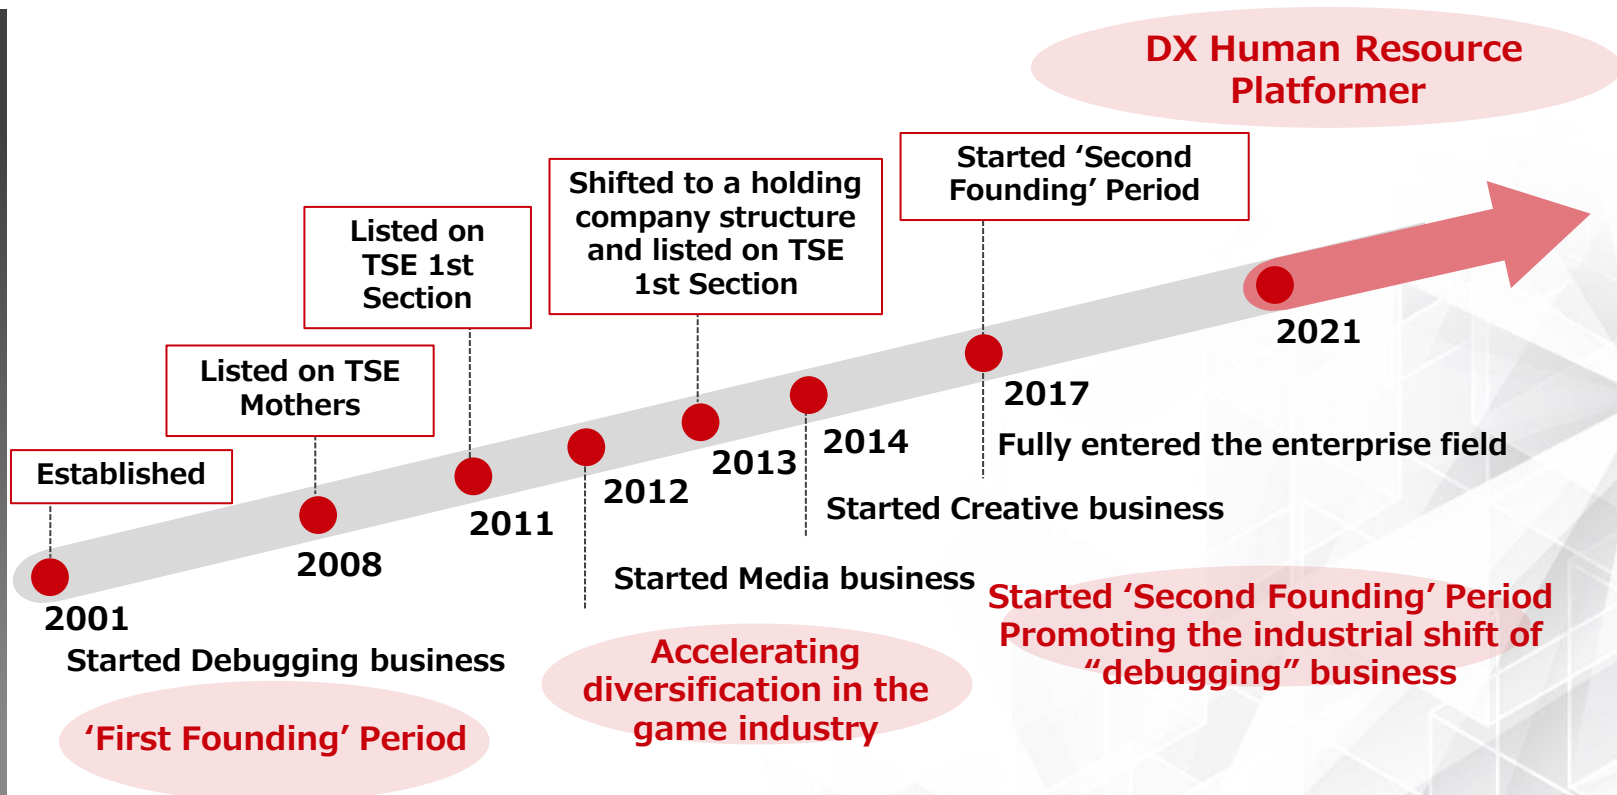 DX Human Resource
Platformer
Started ‘Second
Founding’ Period
Shifted to a holding
company structure
and listed on TSE
1st Section
Listed on
TSE 1st
Section
Listed on TSE
Mothers
Established
2001
2008
2011
2012
2013
2014
2017
2021
Fully entered the enterprise field
Started Creative business
Started Media business
Started Debugging business
‘First Founding’ Period
Accelerating
diversification in the
game industry
Started ‘Second Founding’ Period
Promoting the industrial shift of
“debugging” business